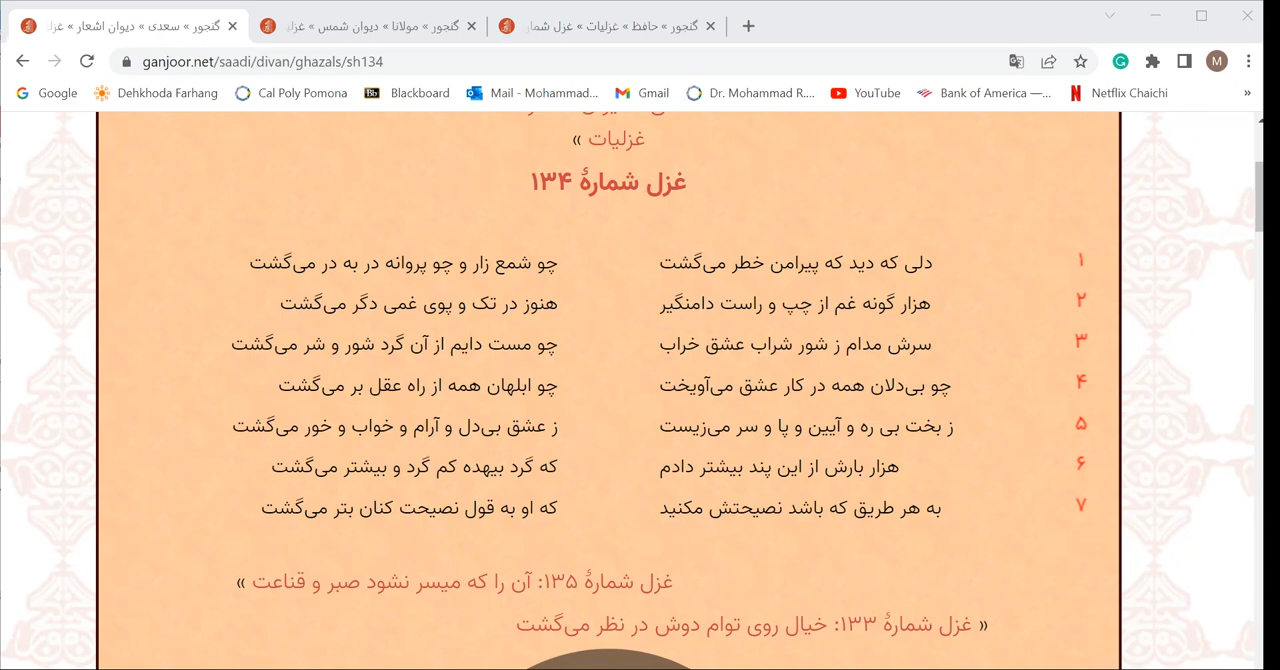 گنجور » سعدی » دیوان اشعار » غزل
گنجور » مولانا » دیوان شمس » غزلی
گنجور » حافظ » غزلیات » غزل شمار
ganjoor.net/saadi/divan/ghazals/sh134
M
Google Dehkhoda Farhang Cal Poly Pomona Bb Blackboard Mail - Mohammad... Gmail Dr. Mohammad R.... YouTube Bank of America —... Netflix Chaichi »
غزلیات »
غزل شمارهٔ ۱۳۴
۱ دلی که دید که پیرامن خطر می‌گشت چو شمع زار و چو پروانه در به در می‌گشت
۲ هزار گونه غم از چپ و راست دامنگیر هنوز در تک و پوی غمی دگر می‌گشت
۳ سرش مدام ز شور شراب عشق خراب چو مست دایم از آن گرد شور و شر می‌گشت
۴ چو بی‌دلان همه در کار عشق می‌آویخت چو ابلهان همه از راه عقل بر می‌گشت
۵ ز بخت بی ره و آیین و پا و سر می‌زیست ز عشق بی‌دل و آرام و خواب و خور می‌گشت
۶ هزار بارش از این پند بیشتر دادم که گرد بیهده کم گرد و بیشتر می‌گشت
۷ به هر طریق که باشد نصیحتش مکنید که او به قول نصیحت کنان بتر می‌گشت
غزل شمارهٔ ۱۳۵: آن را که میسر نشود صبر و قناعت »
« غزل شمارهٔ ۱۳۳: خیال روی توام دوش در نظر می‌گشت